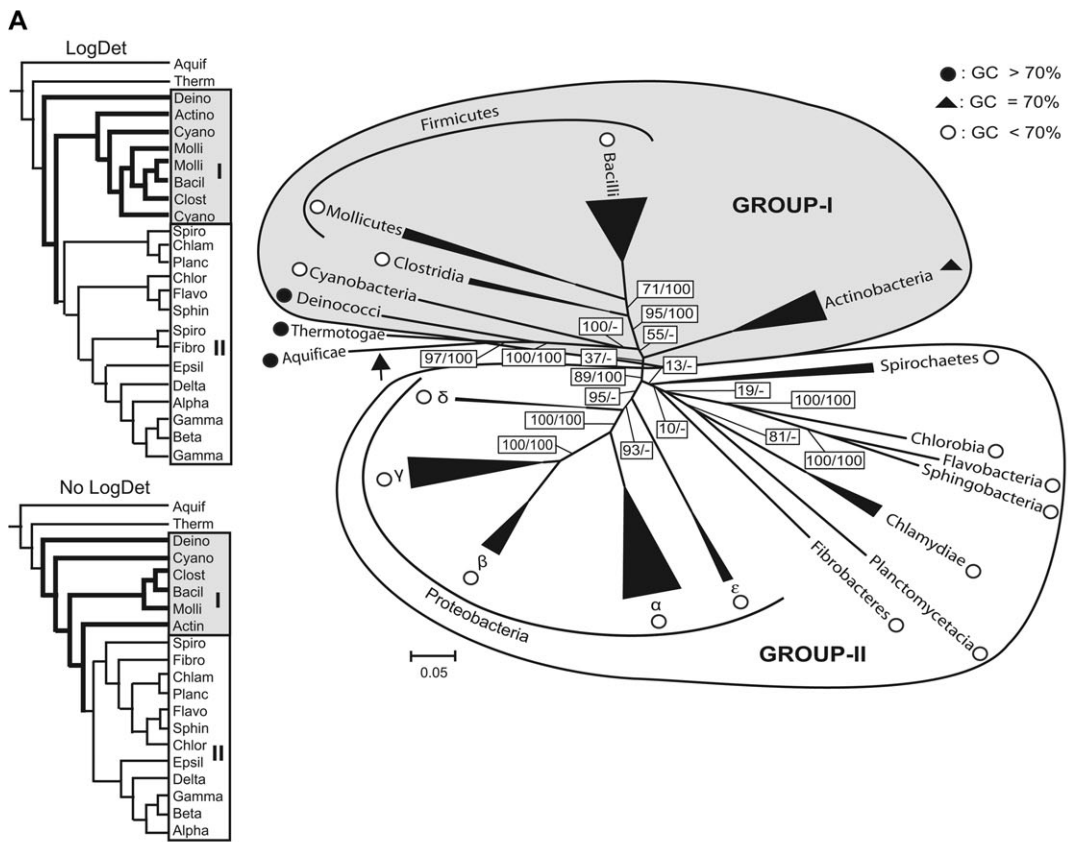 A
LogDet
Aquif
Therm
Deino
Actino
Cyano
Molli
Molli
Bacil
Clost
Cyano
I
Spiro
Chlam
Planc
Chlor
Flavo
Sphin
Spiro
Fibro
Epsil
Delta
Alpha
Gamma
Beta
Gamma
II
No LogDet
Aquif
Therm
Deino
Cyano
Clost
Bacil
Molli
Actin
I
Spiro
Fibro
Chlam
Planc
Flavo
Sphin
Chlor
Epsil
Delta
Gamma
Beta
Alpha
II
: GC > 70%
: GC = 70%
: GC < 70%
Firmicutes
Bacilli
GROUP-I
Mollicutes
Clostridia
Cyanobacteria
Deinococci
Thermotogae
Aquificae
Actinobacteria
71/100
95/100
100/-
55/-
97/100
100/100
37/-
13/-
89/100
95/-
19/-
100/100
100/100
10/-
81/-
100/100
93/-
100/100
Spirochaetes
Chlorobia
Flavobacteria
Sphingobacteria
Chlamydiae
Planctomycetacia
Fibrobacteres
δ
γ
β
α
ε
Proteobacteria
GROUP-II
0.05